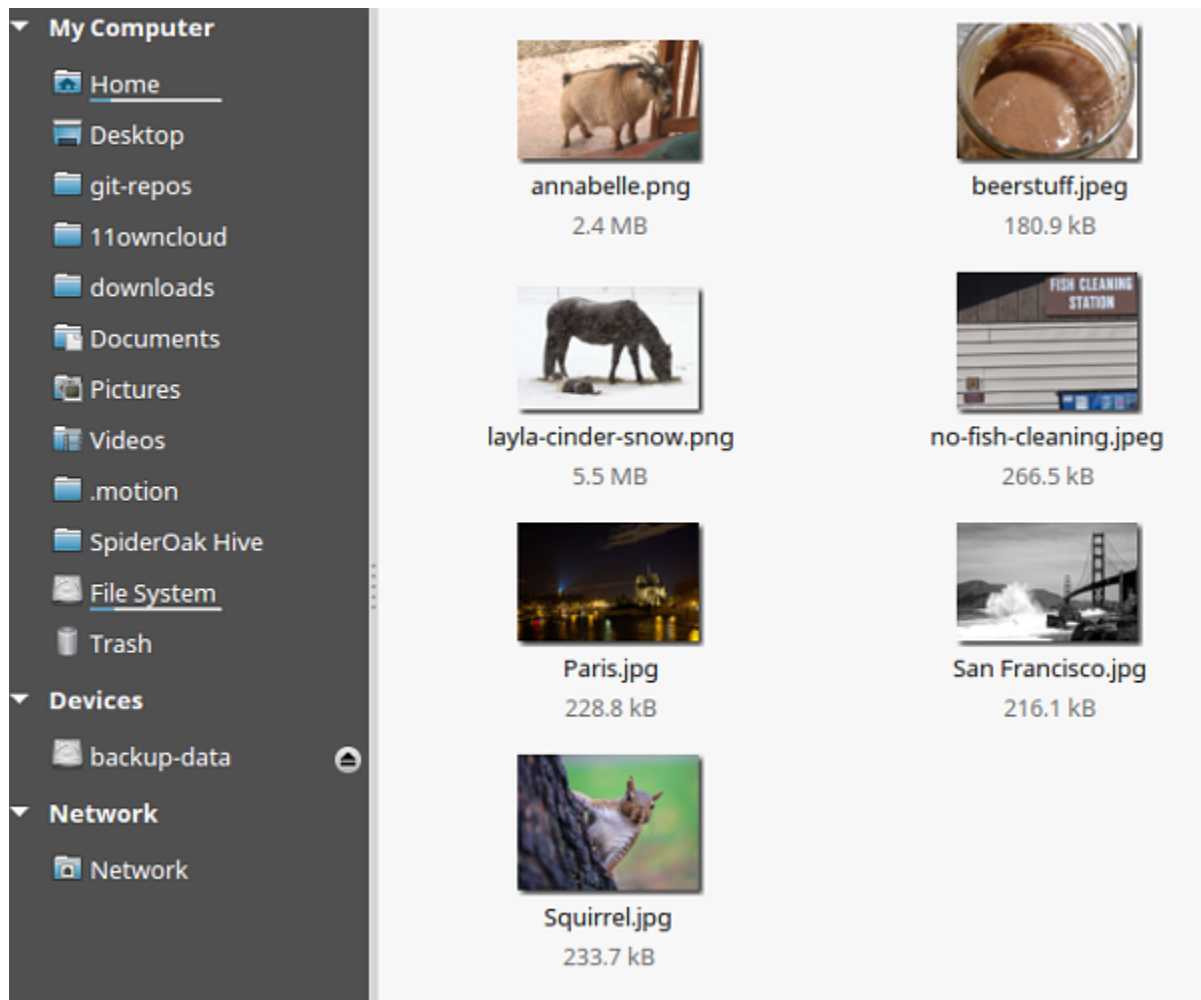 My Computer
Home
Desktop
git-repos
11owncloud
downloads
Documents
Pictures
Videos
.motion
SpiderOak Hive
File System
Trash
Devices
backup-data
Network
Network
annabelle.png
2.4 MB
beerstuff.jpeg
180.9 kB
FISH CLEANING
STATION
layla-cinder-snow.png
5.5 MB
no-fish-cleaning.jpeg
266.5 kB
Paris.jpg
228.8 kB
San Francisco.jpg
216.1 kB
Squirrel.jpg
233.7 kB